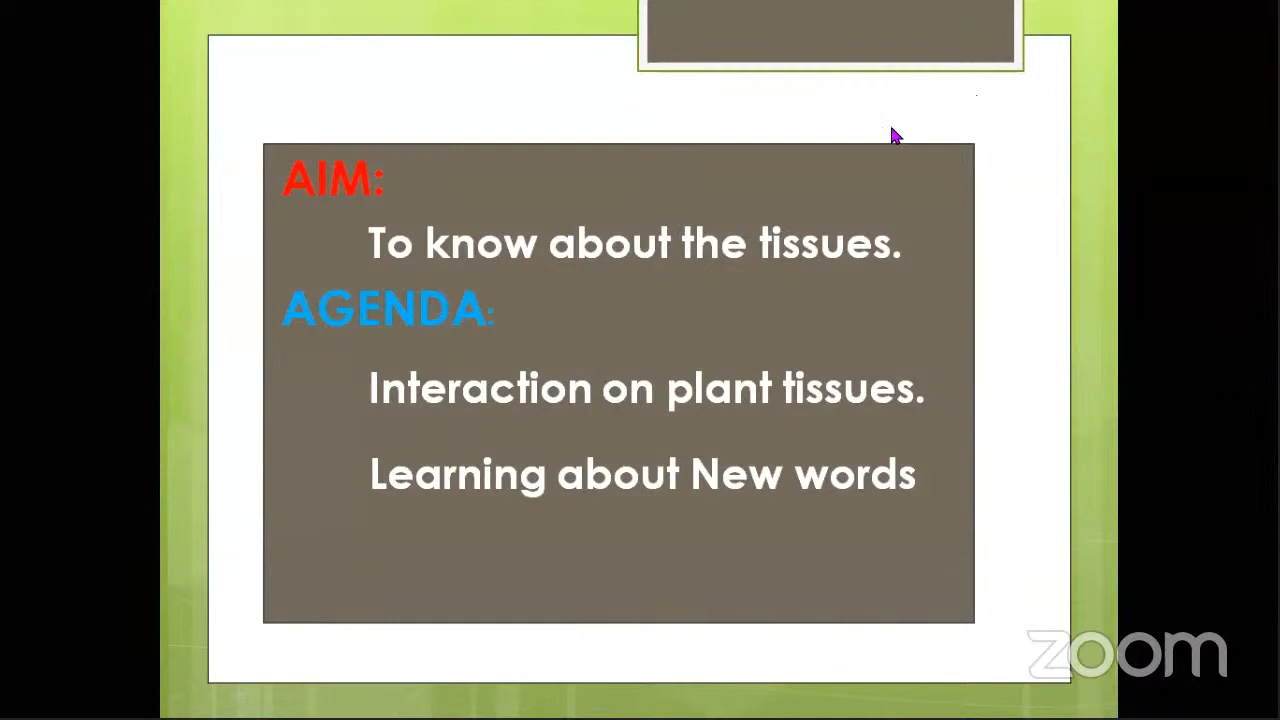 AIM:
To know about the tissues.
AGENDA:
Interaction on plant tissues.
Learning about New words
zoom